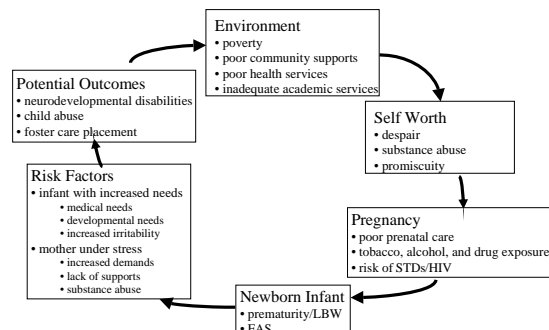 Environment
• poverty
• poor community supports
• poor health services
• inadequate academic services
Self Worth
• despair
• substance abuse
• promiscuity
Pregnancy
• poor prenatal care
• tobacco, alcohol, and drug exposure
• risk of STDs/HIV
Newborn Infant
• prematurity/LBW
• FAS
Risk Factors
• infant with increased needs
• medical needs
• developmental needs
• increased irritability
• mother under stress
• increased demands
• lack of supports
• substance abuse
Potential Outcomes
• neurodevelopmental disabilities
• child abuse
• foster care placement